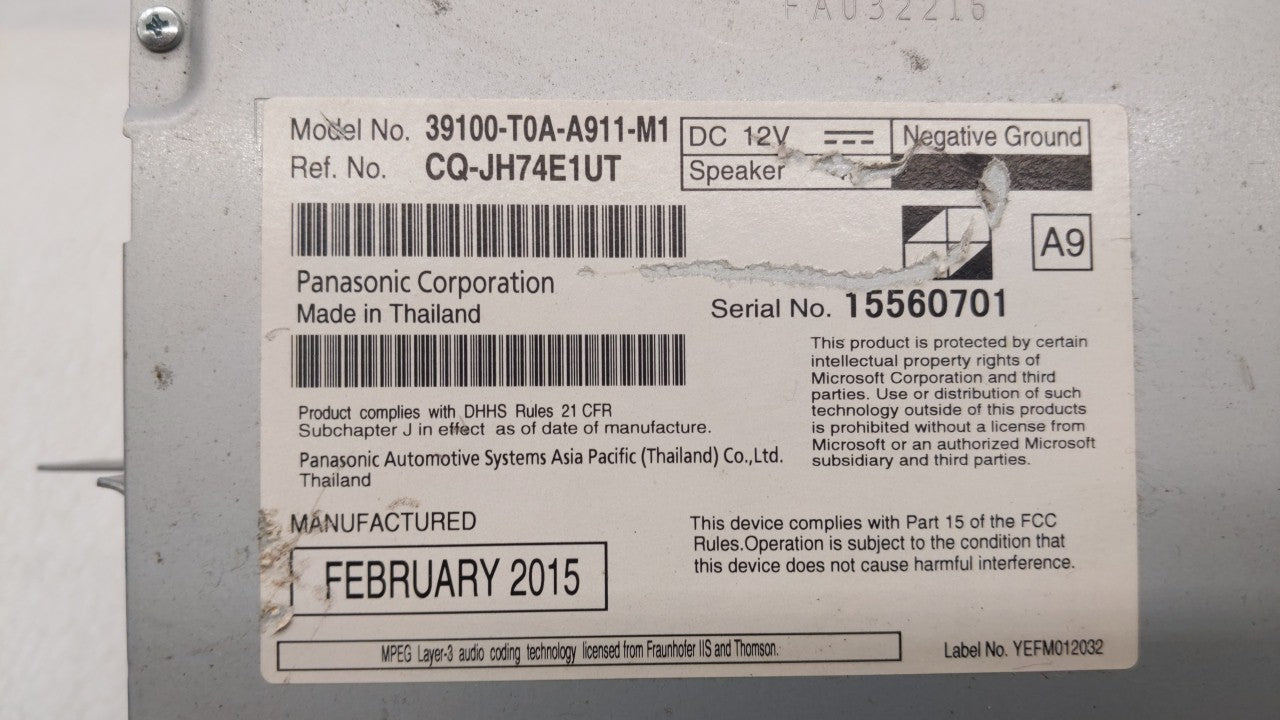 FA032216
Model No. 39100-T0A-A911-M1
Ref. No. CQ-JH74E1UT
DC 12V
Negative Ground
Speaker
A9
Panasonic Corporation
Made in Thailand
Serial No. 15560701
Product complies with DHHS Rules 21 CFR
Subchapter J in effect as of date of manufacture.
Panasonic Automotive Systems Asia Pacific (Thailand) Co.,Ltd.
Thailand
This product is protected by certain
intellectual property rights of
Microsoft Corporation and third
parties. Use or distribution of such
technology outside of this products
is prohibited without a license from
Microsoft or an authorized Microsoft
subsidiary and third parties.
MANUFACTURED
FEBRUARY 2015
This device complies with Part 15 of the FCC
Rules.Operation is subject to the condition that
this device does not cause harmful interference.
MPEG Layer-3 audio coding technology licensed from Fraunhofer IIS and Thomson.
Label No. YEFM012032